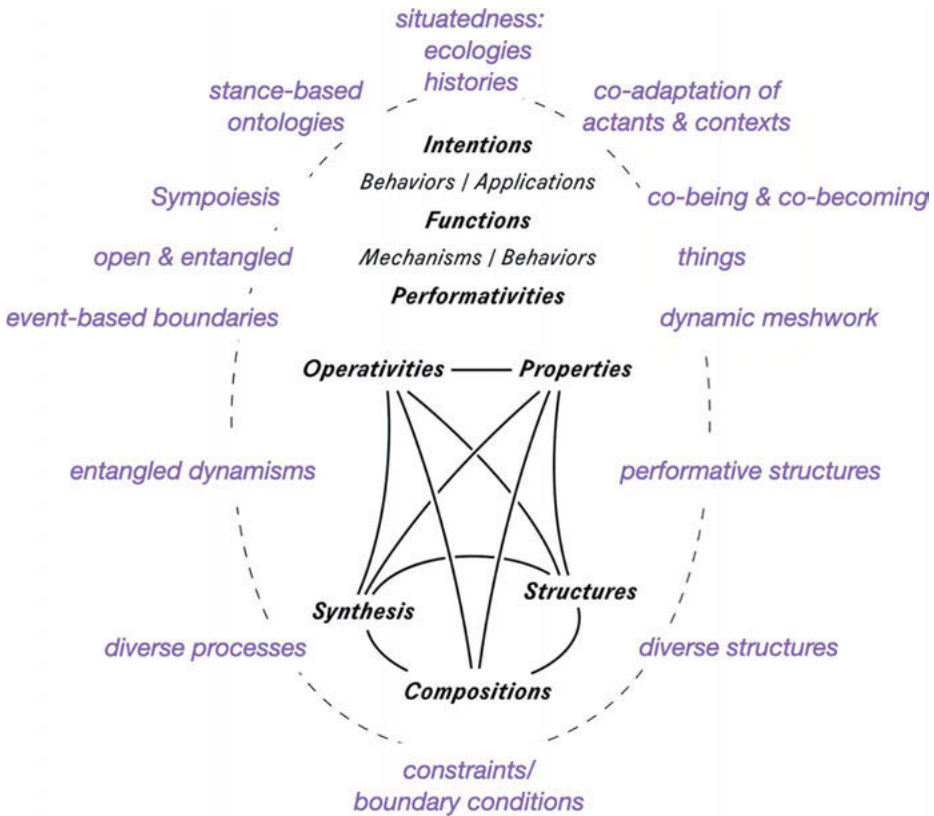 situatedness:
ecologies
histories
stance-based
ontologies
co-adaptation of
actants & contexts
Intentions
Behaviors | Applications
Sympoiesis
co-being & co-becoming
Functions
open & entangled
Mechanisms | Behaviors
things
Performativities
event-based boundaries
dynamic meshwork
Operativities
Properties
entangled dynamisms
performative structures
Synthesis
Structures
diverse processes
diverse structures
Compositions
constraints/
boundary conditions